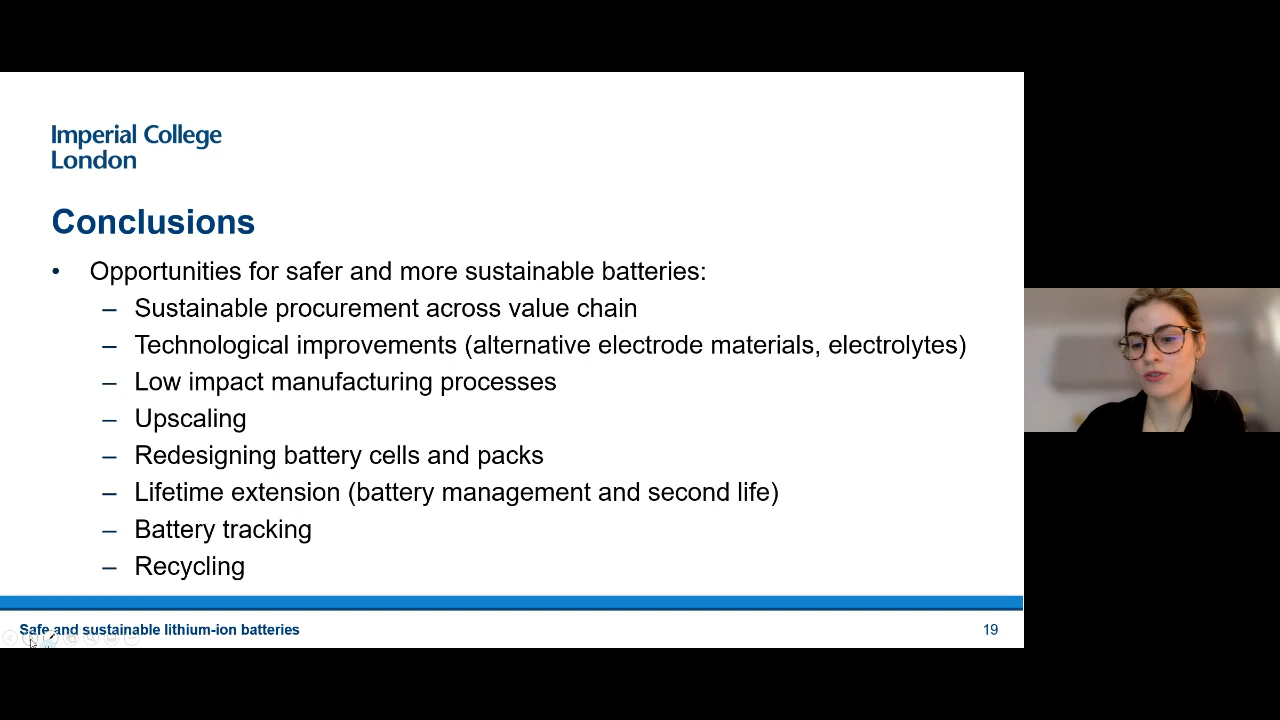 Imperial College
London
Conclusions
• Opportunities for safer and more sustainable batteries:
– Sustainable procurement across value chain
– Technological improvements (alternative electrode materials, electrolytes)
– Low impact manufacturing processes
– Upscaling
– Redesigning battery cells and packs
– Lifetime extension (battery management and second life)
– Battery tracking
– Recycling
Safe and sustainable lithium-ion batteries
19